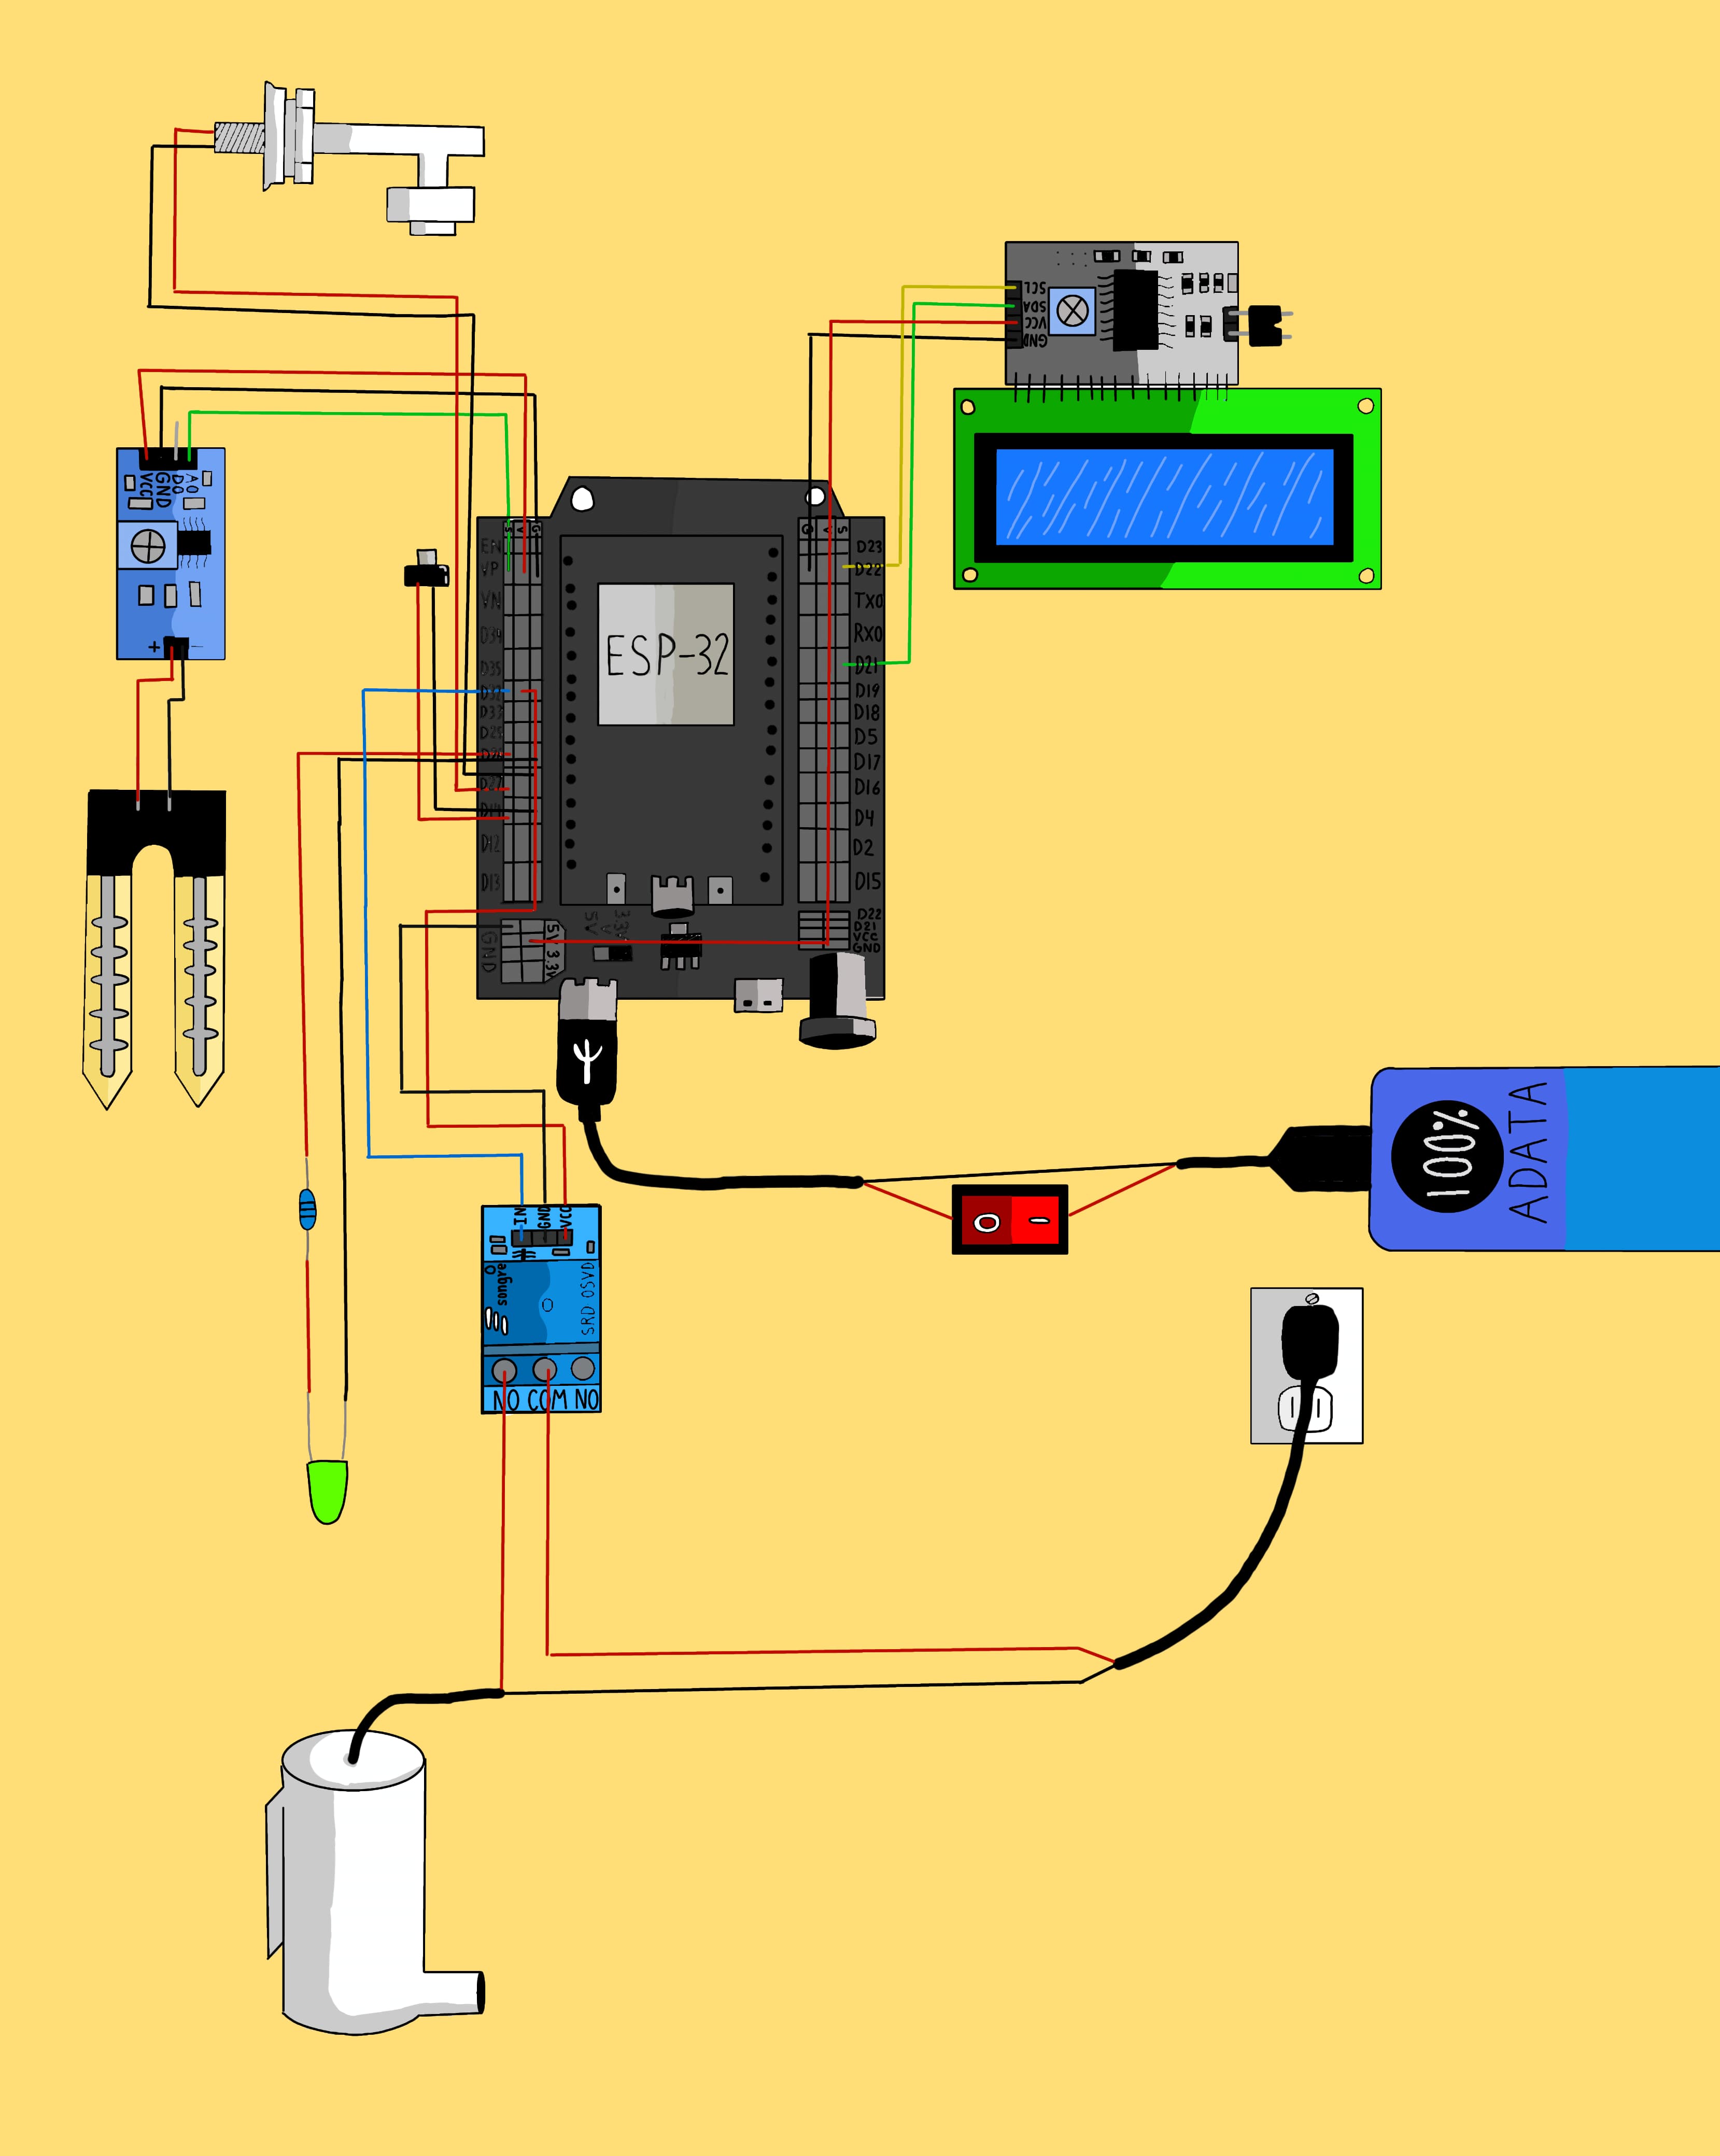 SCL
SDA
VCC
GND
VCC
GND
D0
A0
+
-
S V G
G V S
EN
VP
VN
D34
D35
D32
D33
D25
D26
D27
D14
D12
D13
D23
D22
TX0
RX0
D21
D19
D18
D5
D17
D16
D4
D2
D15
D22
D21
VCC
GND
ESP-32
GND
5V
3.3V
5V
V
3.3V
100%
ADATA
O
-
IN
GND
VCC
songre
SRD 05VD
NO COM NO